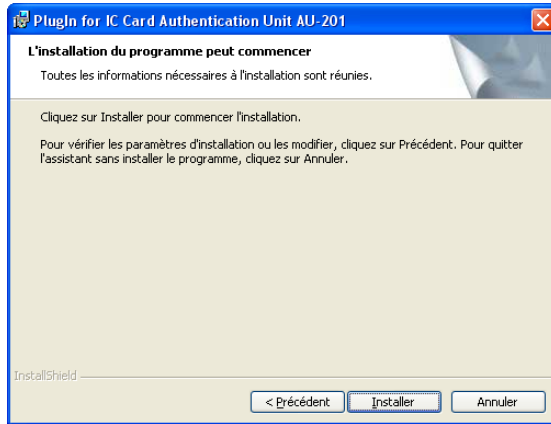 PlugIn for IC Card Authentication Unit AU-201
L'installation du programme peut commencer
Toutes les informations nécessaires à l'installation sont réunies.
Cliquez sur Installer pour commencer l'installation.
Pour vérifier les paramètres d'installation ou les modifier, cliquez sur Précédent. Pour quitter
l'assistant sans installer le programme, cliquez sur Annuler.
InstallShield
< Précédent Installer Annuler